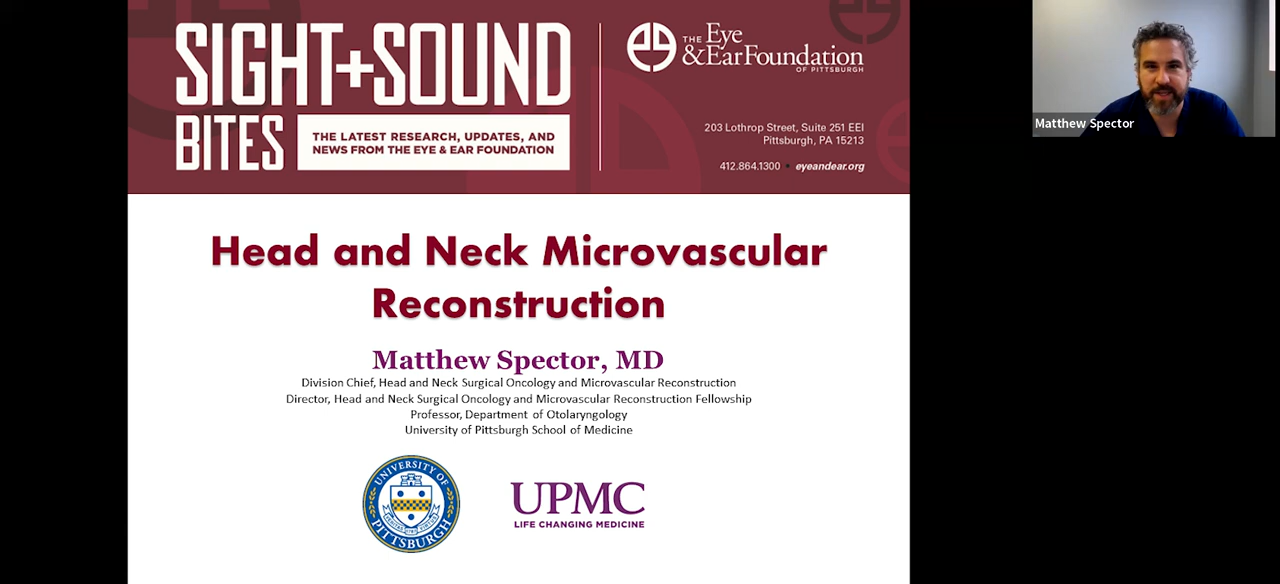 SIGHT+SOUND
BITES
THE LATEST RESEARCH, UPDATES, AND
NEWS FROM THE EYE & EAR FOUNDATION
THE Eye
& Ear Foundation
OF PITTSBURGH
203 Lothrop Street, Suite 251 EEI
Pittsburgh, PA 15213
412.864.1300 • eyeandear.org
Matthew Spector
Head and Neck Microvascular
Reconstruction
Matthew Spector, MD
Division Chief, Head and Neck Surgical Oncology and Microvascular Reconstruction
Director, Head and Neck Surgical Oncology and Microvascular Reconstruction Fellowship
Professor, Department of Otolaryngology
University of Pittsburgh School of Medicine
UNIVERSITY OF
PITTSBURGH
UPMC
LIFE CHANGING MEDICINE